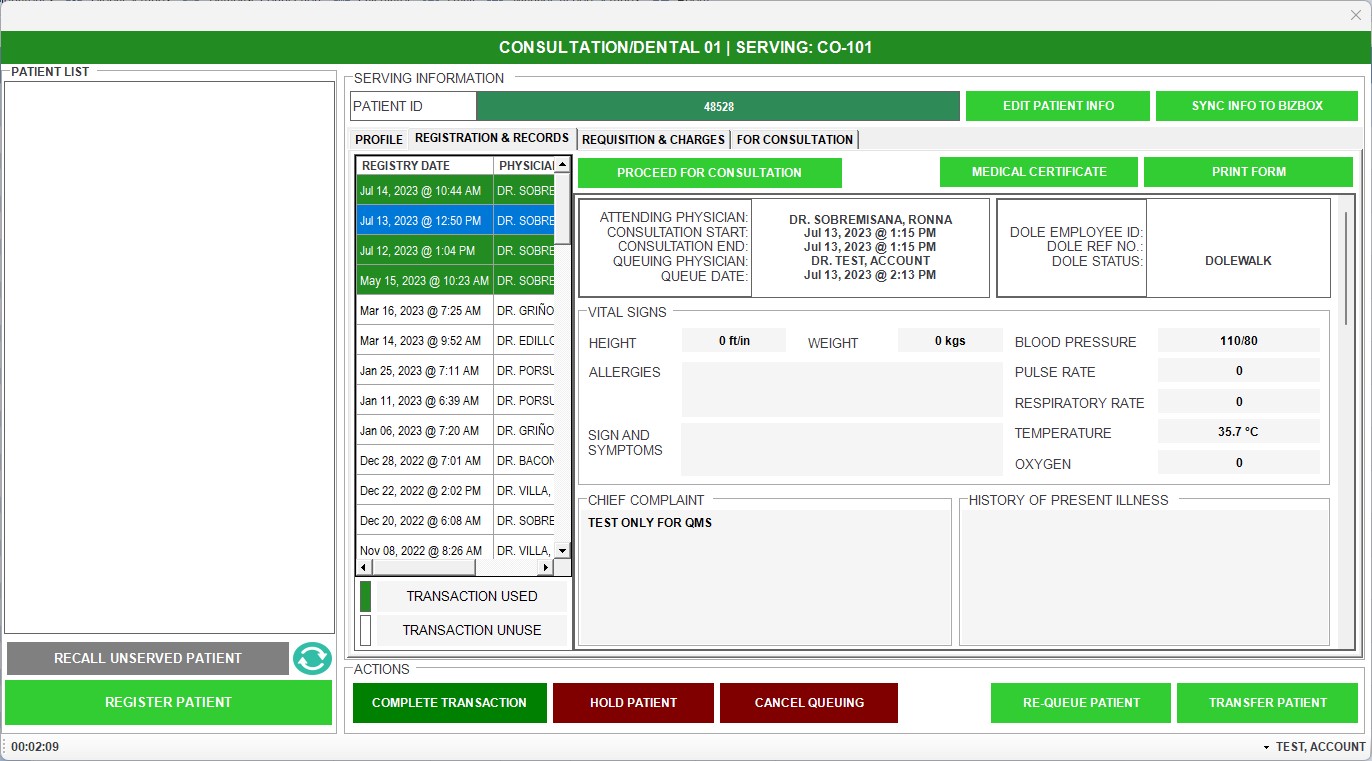 CONSULTATION/DENTAL 01 | SERVING: CO-101
PATIENT LIST
RECALL UNSERVED PATIENT
REGISTER PATIENT
SERVING INFORMATION
PATIENT ID 48528 EDIT PATIENT INFO SYNC INFO TO BIZBOX
PROFILE REGISTRATION & RECORDS REQUISITION & CHARGES FOR CONSULTATION
REGISTRY DATE PHYSICIAN
Jul 14, 2023 @ 10:44 AM DR. SOBRE
Jul 13, 2023 @ 12:50 PM DR. SOBRE
Jul 12, 2023 @ 1:04 PM DR. SOBRE
May 15, 2023 @ 10:23 AM DR. SOBRE
Mar 16, 2023 @ 7:25 AM DR. GRIÑO
Mar 14, 2023 @ 9:52 AM DR. EDILLO
Jan 25, 2023 @ 7:11 AM DR. PORSU
Jan 11, 2023 @ 6:39 AM DR. PORSU
Jan 06, 2023 @ 7:20 AM DR. GRIÑO
Dec 28, 2022 @ 7:01 AM DR. BACON
Dec 22, 2022 @ 2:02 PM DR. VILLA,
Dec 20, 2022 @ 6:08 AM DR. SOBRE
Nov 08, 2022 @ 8:26 AM DR. VILLA,
TRANSACTION USED
TRANSACTION UNUSE
PROCEED FOR CONSULTATION MEDICAL CERTIFICATE PRINT FORM
ATTENDING PHYSICIAN: DR. SOBREMISANA, RONNA
CONSULTATION START: Jul 13, 2023 @ 1:15 PM
CONSULTATION END: Jul 13, 2023 @ 1:15 PM
QUEUING PHYSICIAN: DR. TEST, ACCOUNT
QUEUE DATE: Jul 13, 2023 @ 2:13 PM
DOLE EMPLOYEE ID:
DOLE REF NO.:
DOLE STATUS: DOLEWALK
VITAL SIGNS
HEIGHT 0 ft/in WEIGHT 0 kgs BLOOD PRESSURE 110/80
ALLERGIES PULSE RATE 0
RESPIRATORY RATE 0
SIGN AND
SYMPTOMS
TEMPERATURE 35.7 °C
OXYGEN 0
CHIEF COMPLAINT
TEST ONLY FOR QMS
HISTORY OF PRESENT ILLNESS
ACTIONS
COMPLETE TRANSACTION HOLD PATIENT CANCEL QUEUING RE-QUEUE PATIENT TRANSFER PATIENT
00:02:09 TEST, ACCOUNT